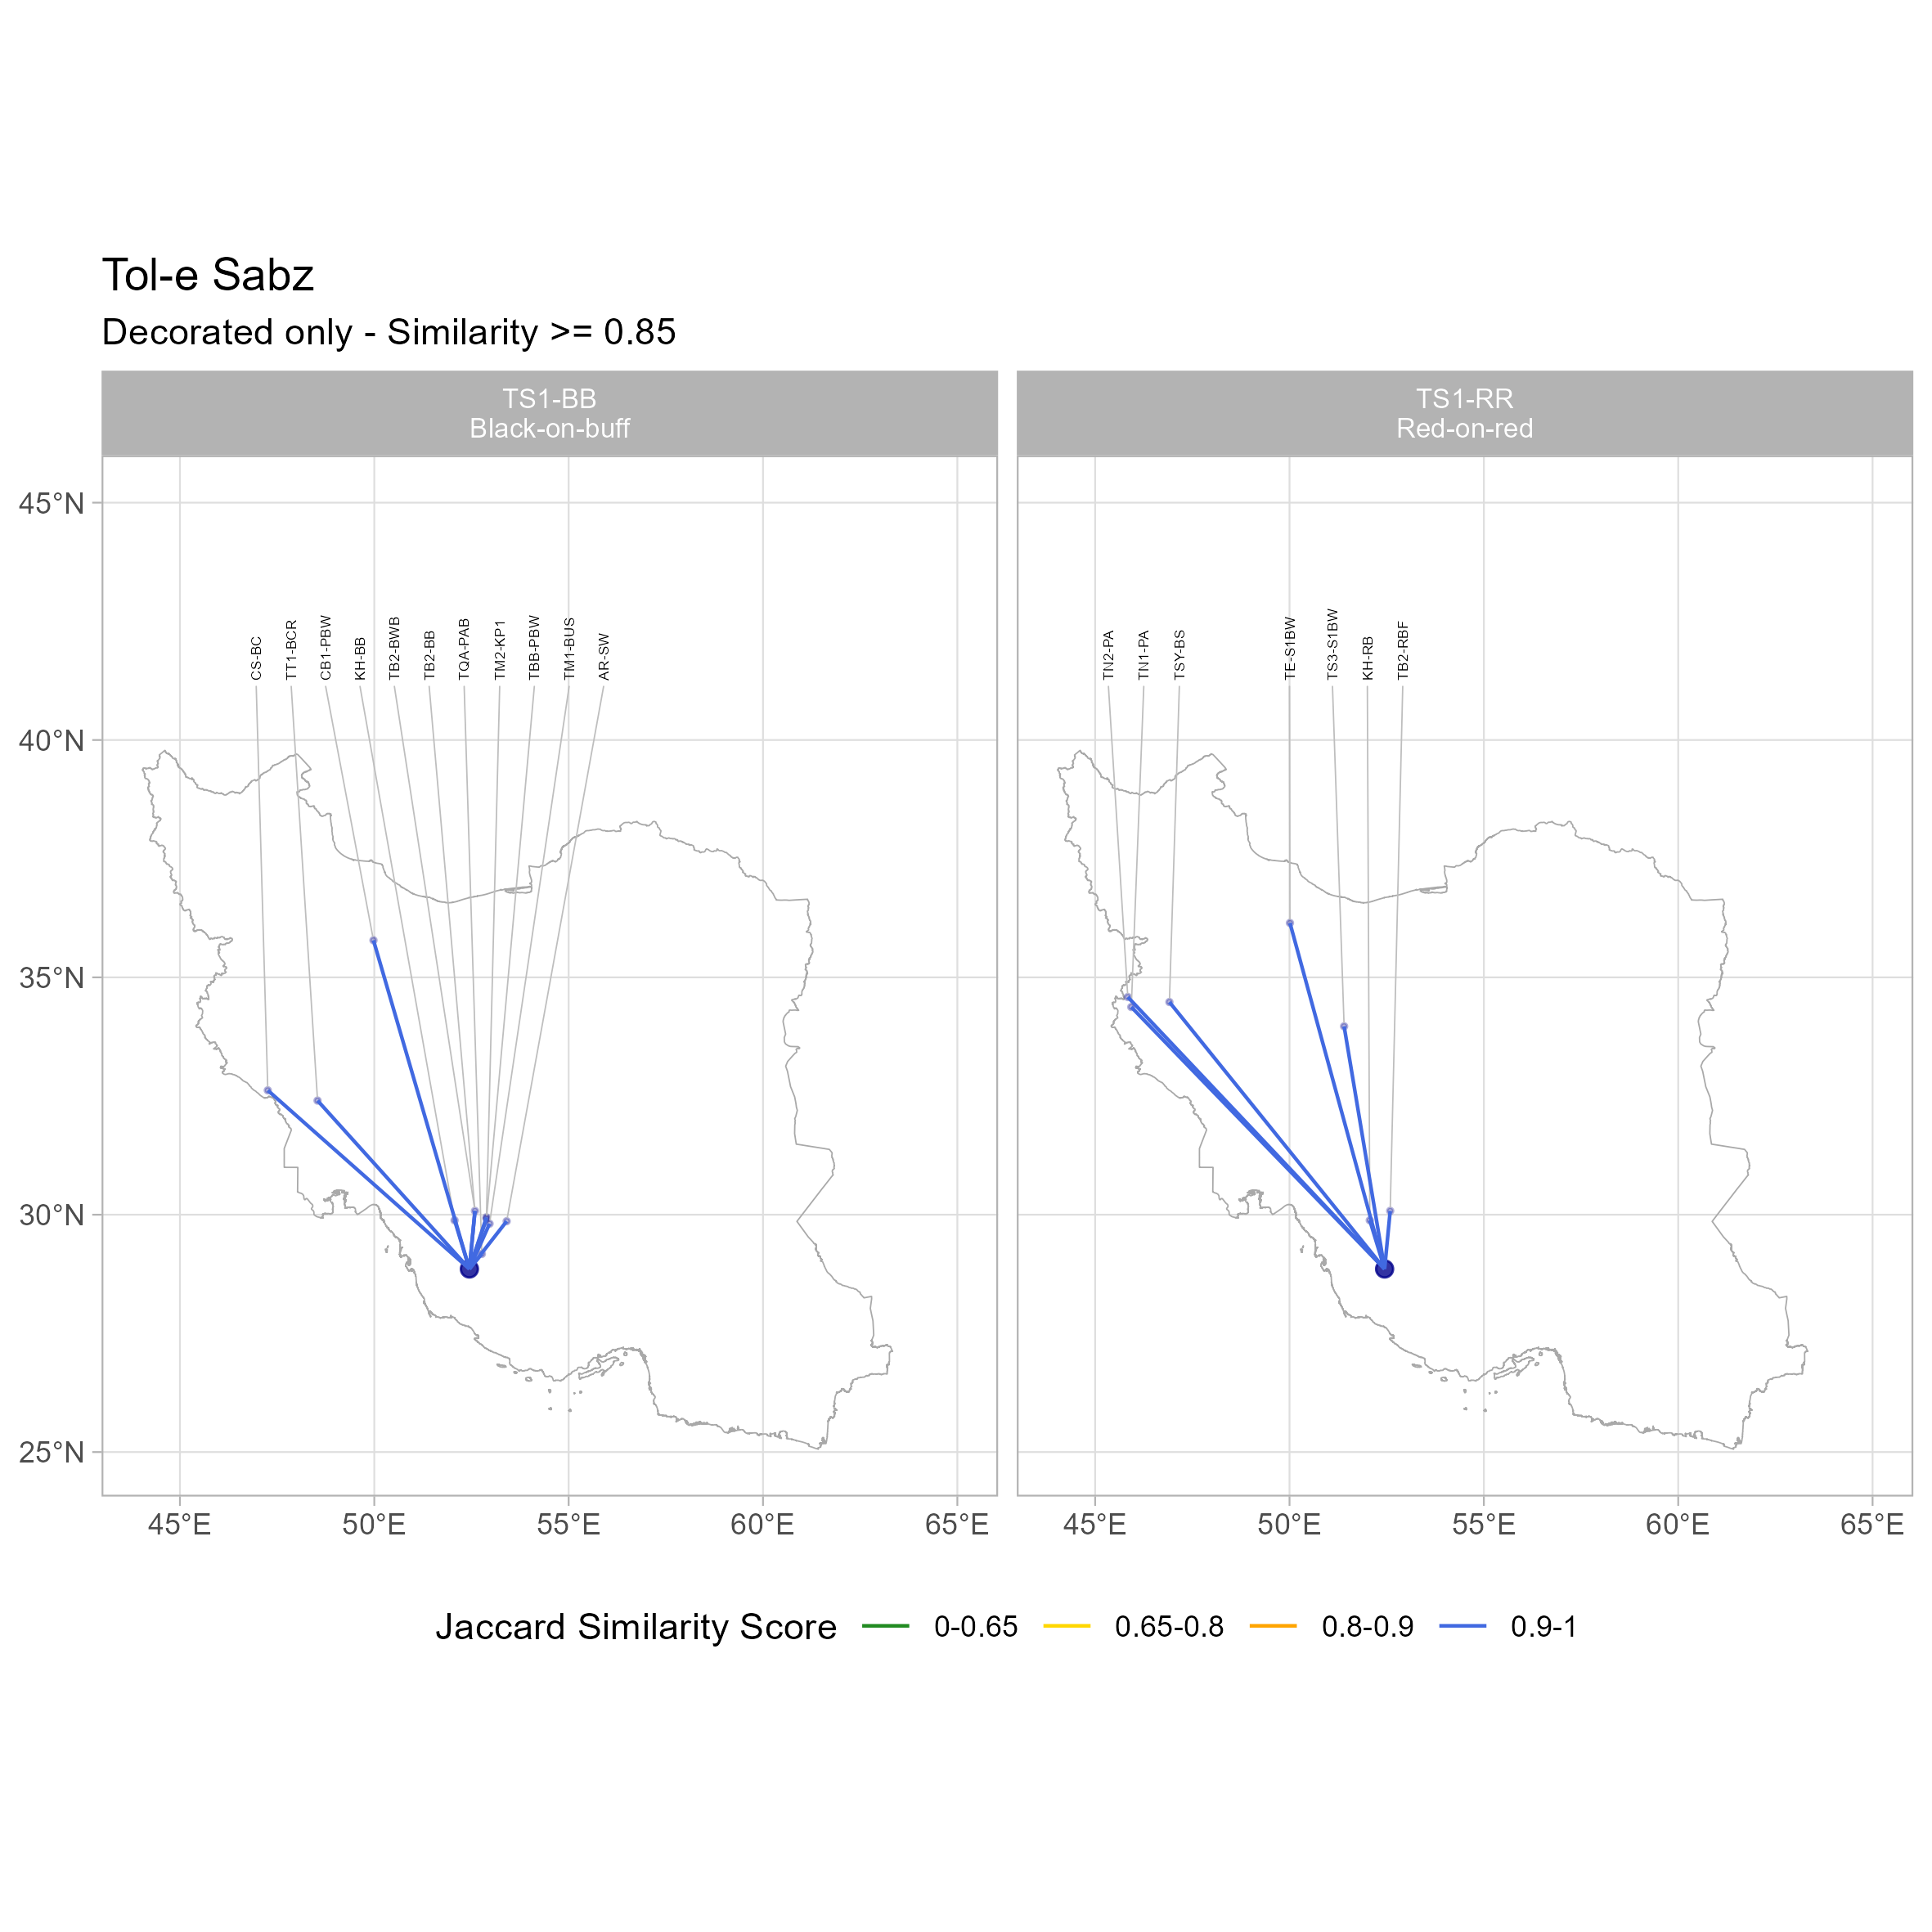 Tol-e Sabz
Decorated only - Similarity >= 0.85
TS1-BB
Black-on-buff
TS1-RR
Red-on-red
45°N
40°N
35°N
30°N
25°N
CS-BC
TT1-BCR
CB1-PBW
KH-BB
TB2-BWB
TB2-BB
TQA-PAB
TM2-KP1
TBB-PBW
TM1-BUS
AR-SW
TN2-PA
TN1-PA
TSY-BS
TE-S1BW
TS3-S1BW
KH-RB
TB2-RBF
45°E 50°E 55°E 60°E 65°E
45°E 50°E 55°E 60°E 65°E
Jaccard Similarity Score 0-0.65 0.65-0.8 0.8-0.9 0.9-1